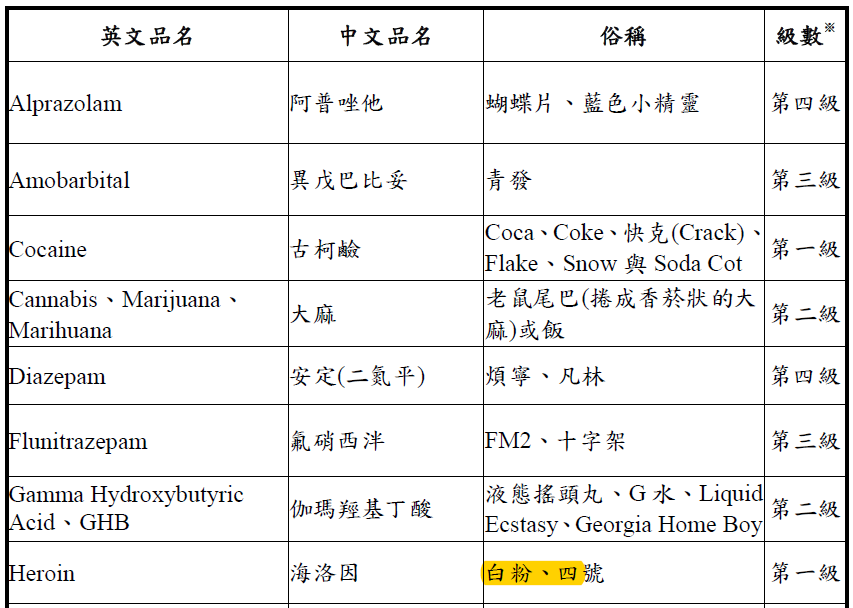 英文品名 中文品名 俗稱 級數※
Alprazolam 阿普唑他 蝴蝶片、藍色小精靈 第四級
Amobarbital 異戊巴比妥 青發 第三級
Cocaine 古柯鹼 Coca、Coke、快克(Crack)、
Flake、Snow 與 Soda Cot 第一級
Cannabis、Marijuana、
Marihuana 大麻 老鼠尾巴(捲成香菸狀的大
麻)或飯 第二級
Diazepam 安定(二氮平) 煩寧、凡林 第四級
Flunitrazepam 氟硝西泮 FM2、十字架 第三級
Gamma Hydroxybutyric
Acid、GHB 伽瑪羥基丁酸 液態搖頭丸、G 水、Liquid
Ecstasy、Georgia Home Boy 第二級
Heroin 海洛因 白粉、四號 第一級